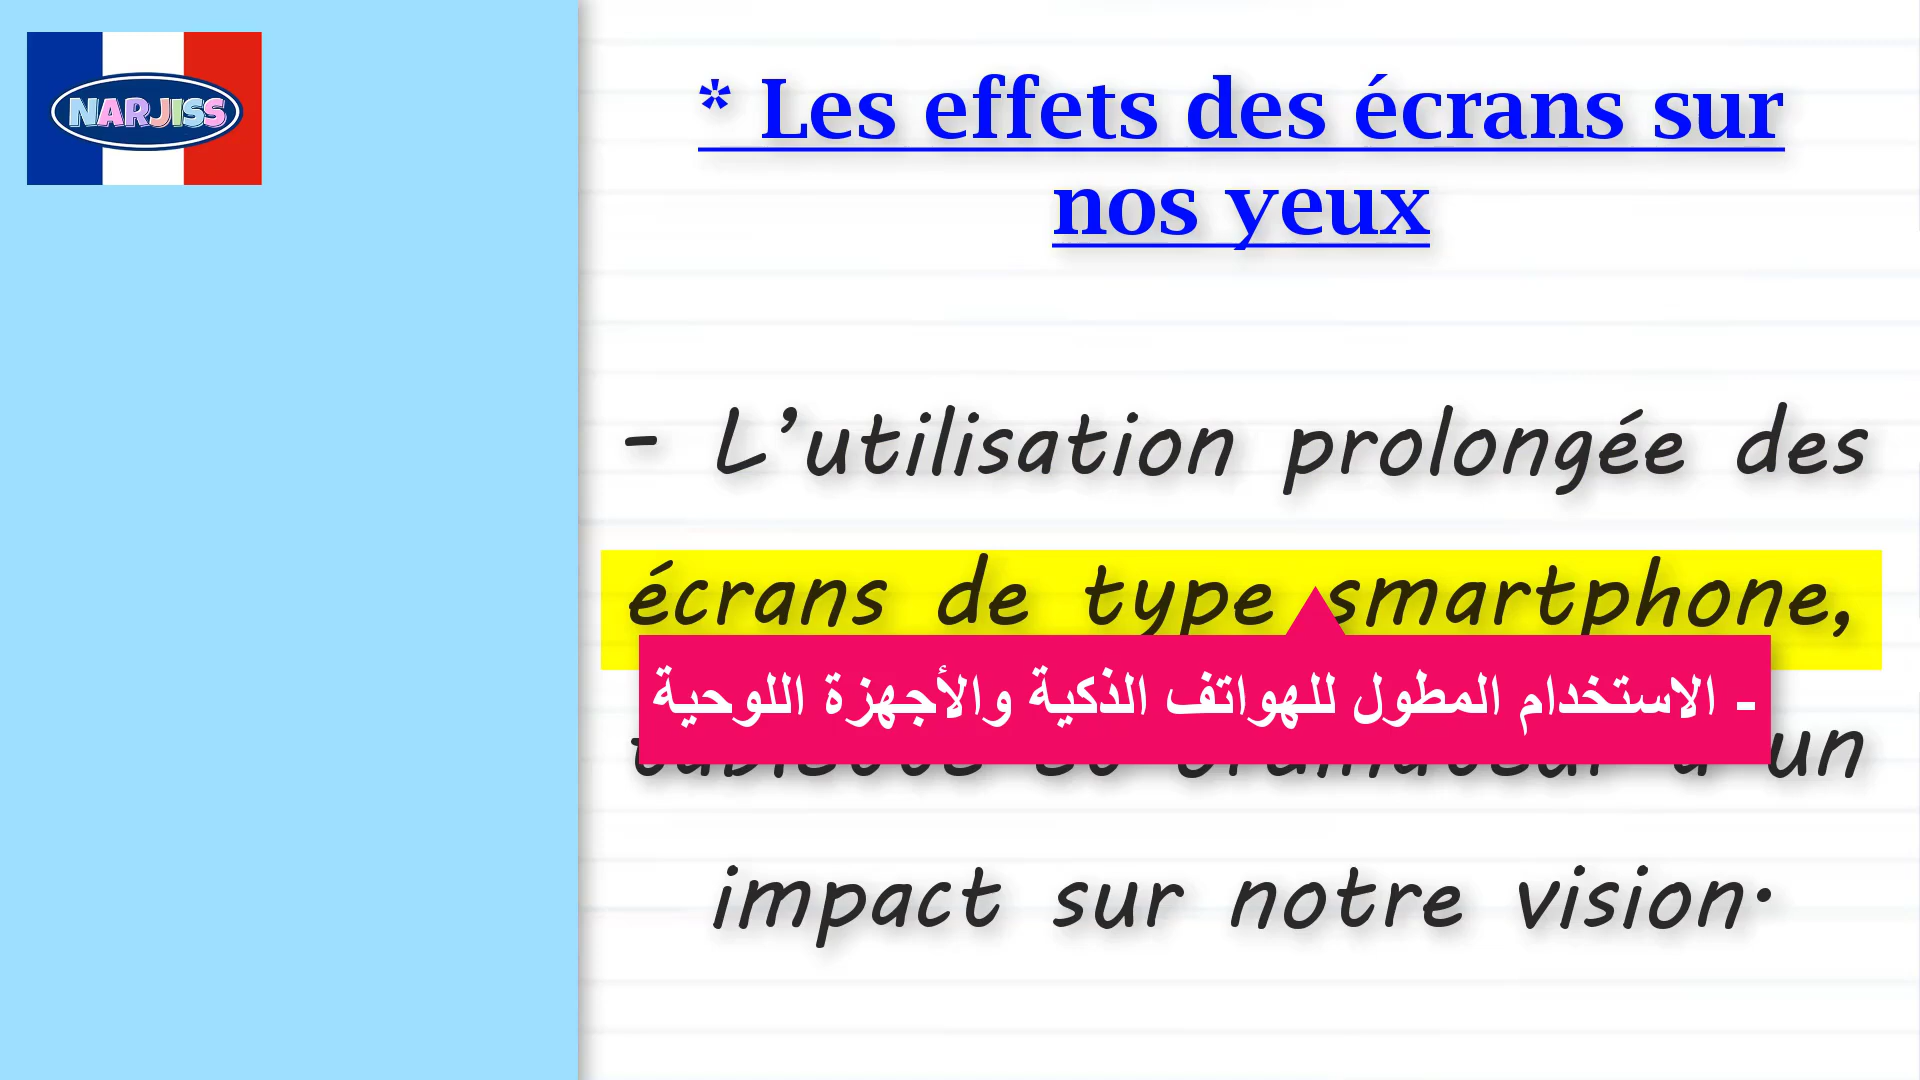 NARJISS
* Les effets des écrans sur
nos yeux
- L’utilisation prolongée des
écrans de type smartphone,
- الاستخدام المطول للهواتف الذكية والأجهزة اللوحية
un
impact sur notre vision.